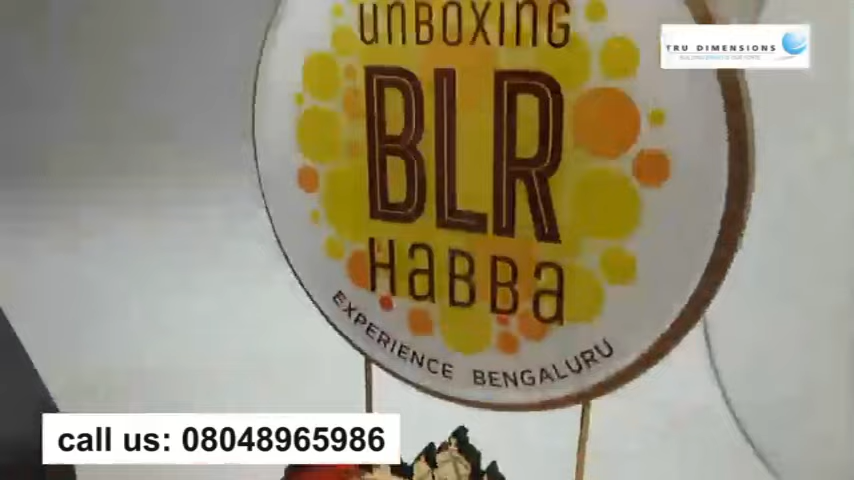 UNBOXING
BLR
HABBA
EXPERIENCE BENGALURU
TRU DIMENSIONS
call us: 08048965986